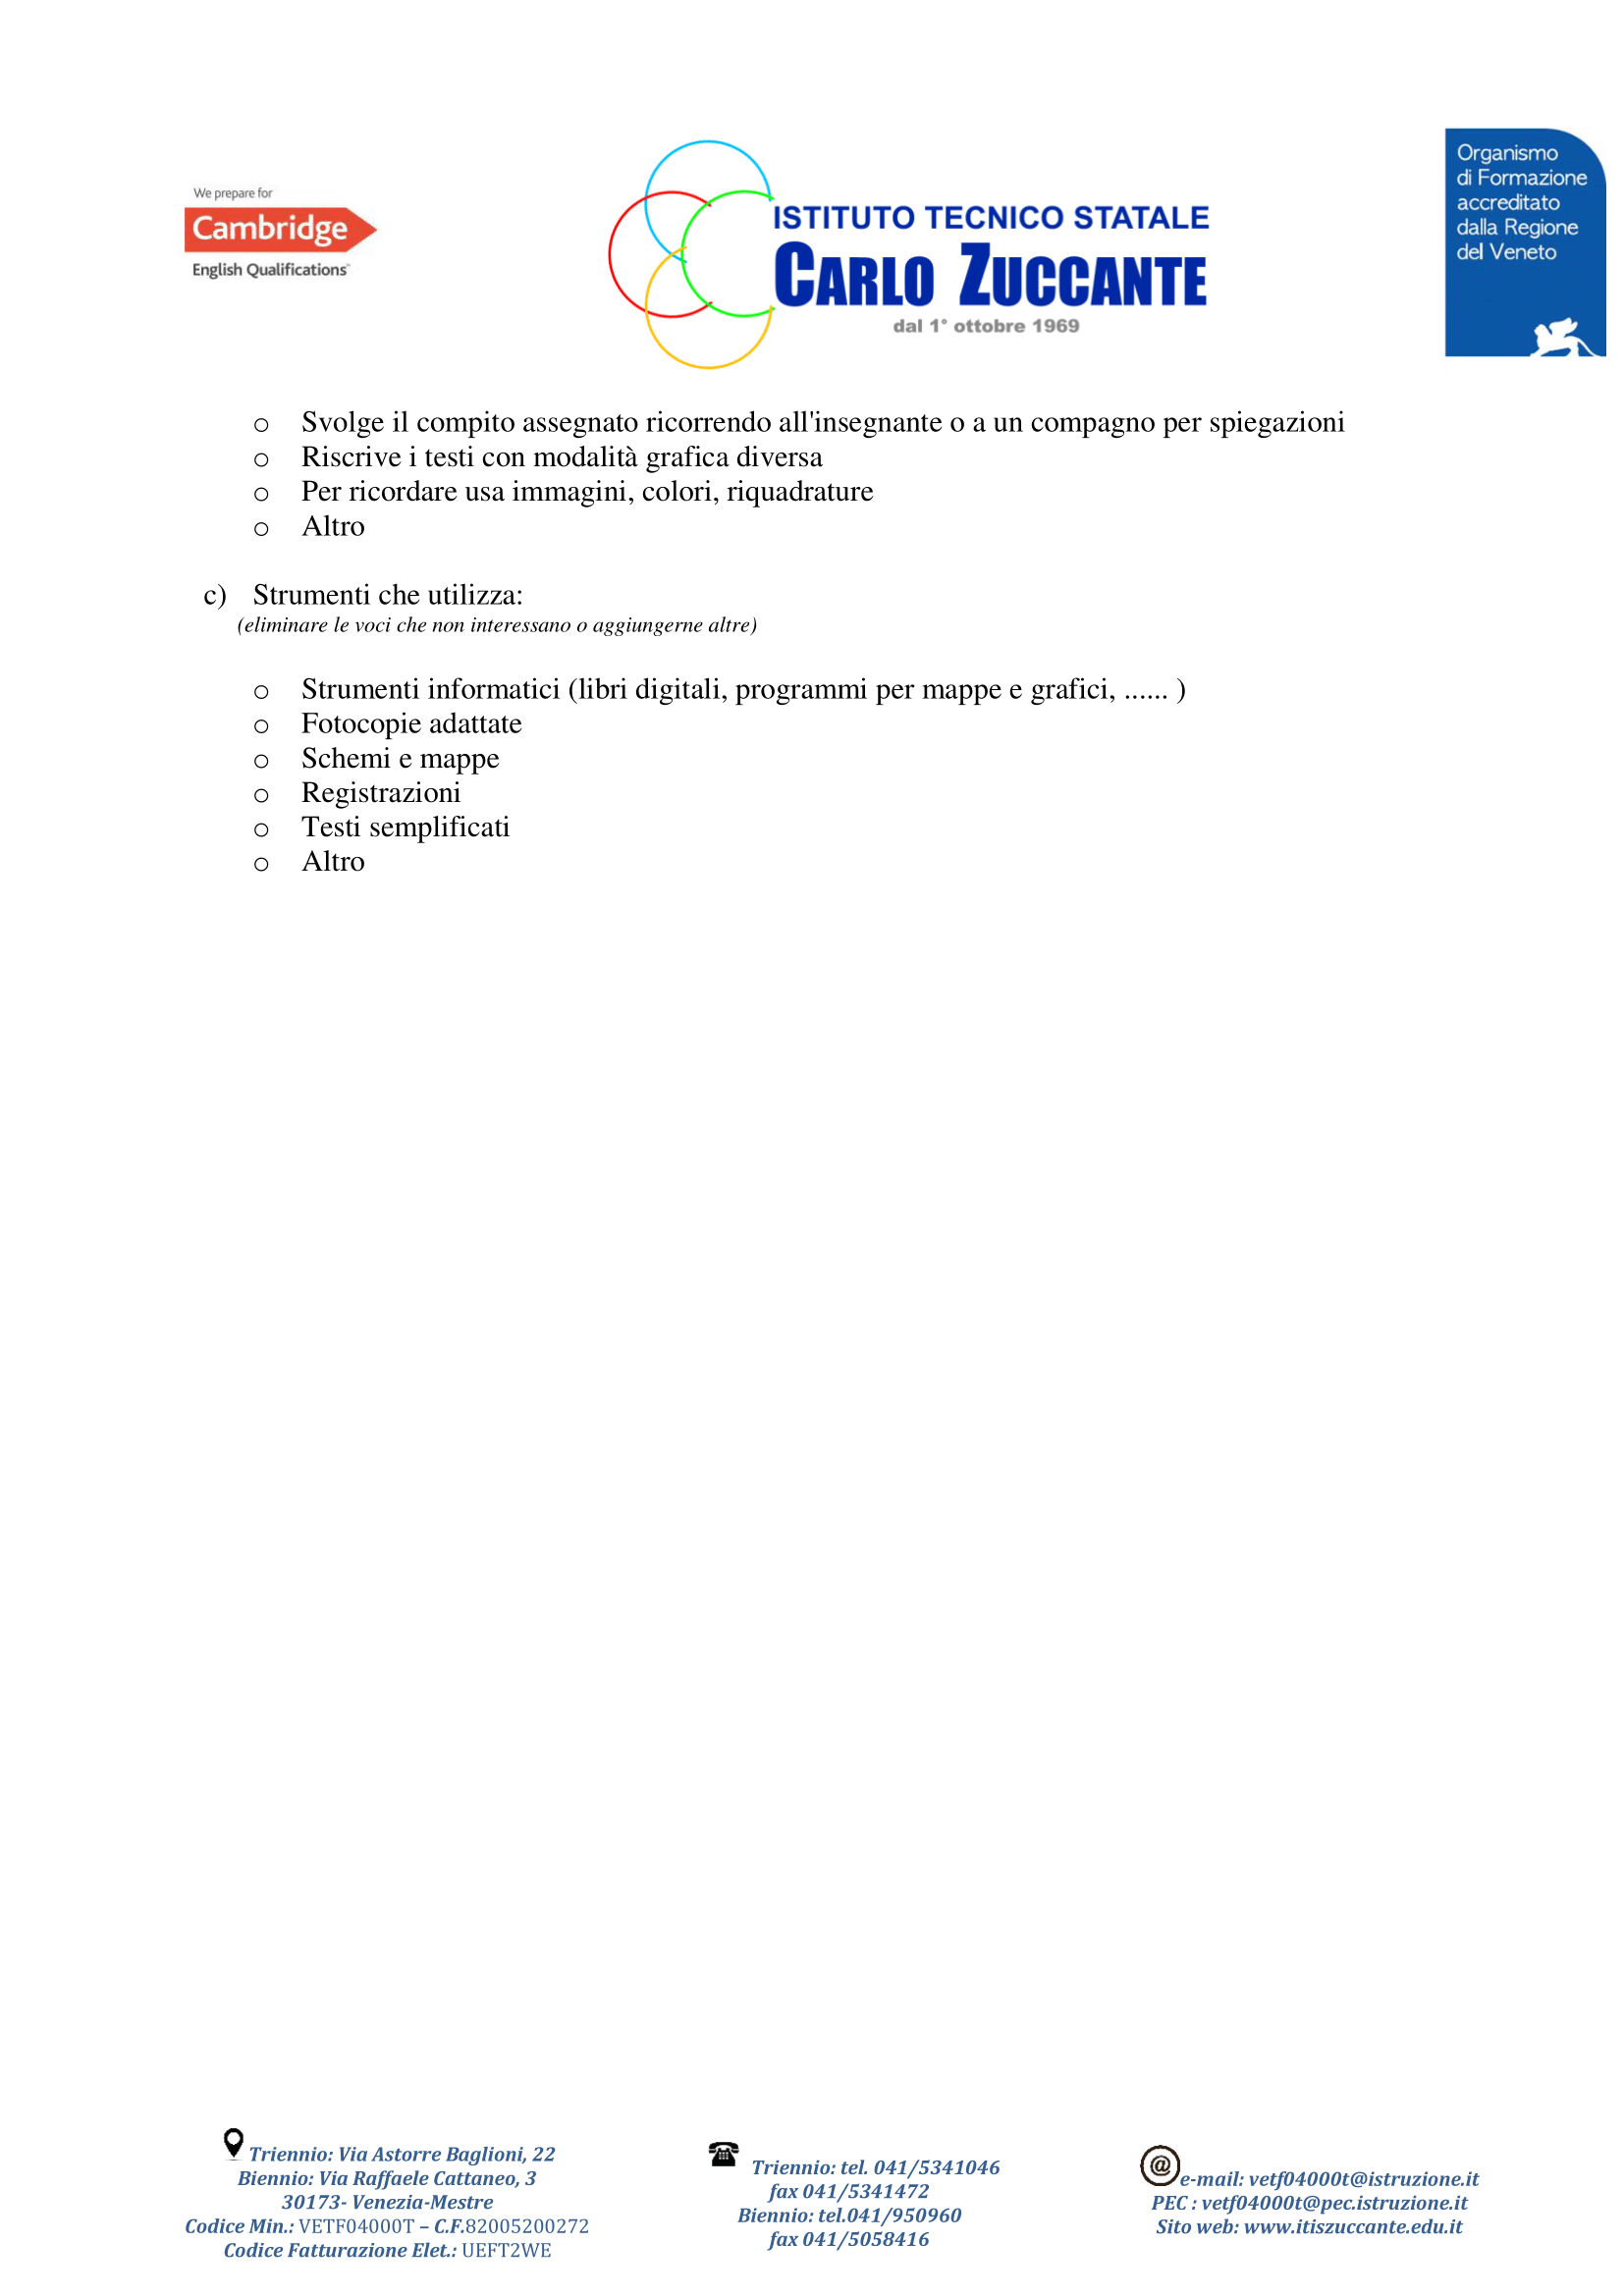 We prepare for
Cambridge
English Qualifications™
ISTITUTO TECNICO STATALE
CARLO ZUCCANTE
dal 1° ottobre 1969
Organismo
di Formazione
accreditato
dalla Regione
del Veneto
o Svolge il compito assegnato ricorrendo all'insegnante o a un compagno per spiegazioni
o Riscrive i testi con modalità grafica diversa
o Per ricordare usa immagini, colori, riquadrature
o Altro
c) Strumenti che utilizza:
(eliminare le voci che non interessano o aggiungerne altre)
o Strumenti informatici (libri digitali, programmi per mappe e grafici, ...... )
o Fotocopie adattate
o Schemi e mappe
o Registrazioni
o Testi semplificati
o Altro
Triennio: Via Astorre Baglioni, 22
Biennio: Via Raffaele Cattaneo, 3
30173- Venezia-Mestre
Codice Min.: VETF04000T – C.F.82005200272
Codice Fatturazione Elet.: UEFT2WE
Triennio: tel. 041/5341046
fax 041/5341472
Biennio: tel.041/950960
fax 041/5058416
@ e-mail: vetf04000t@istruzione.it
PEC : vetf04000t@pec.istruzione.it
Sito web: www.itiszuccante.edu.it